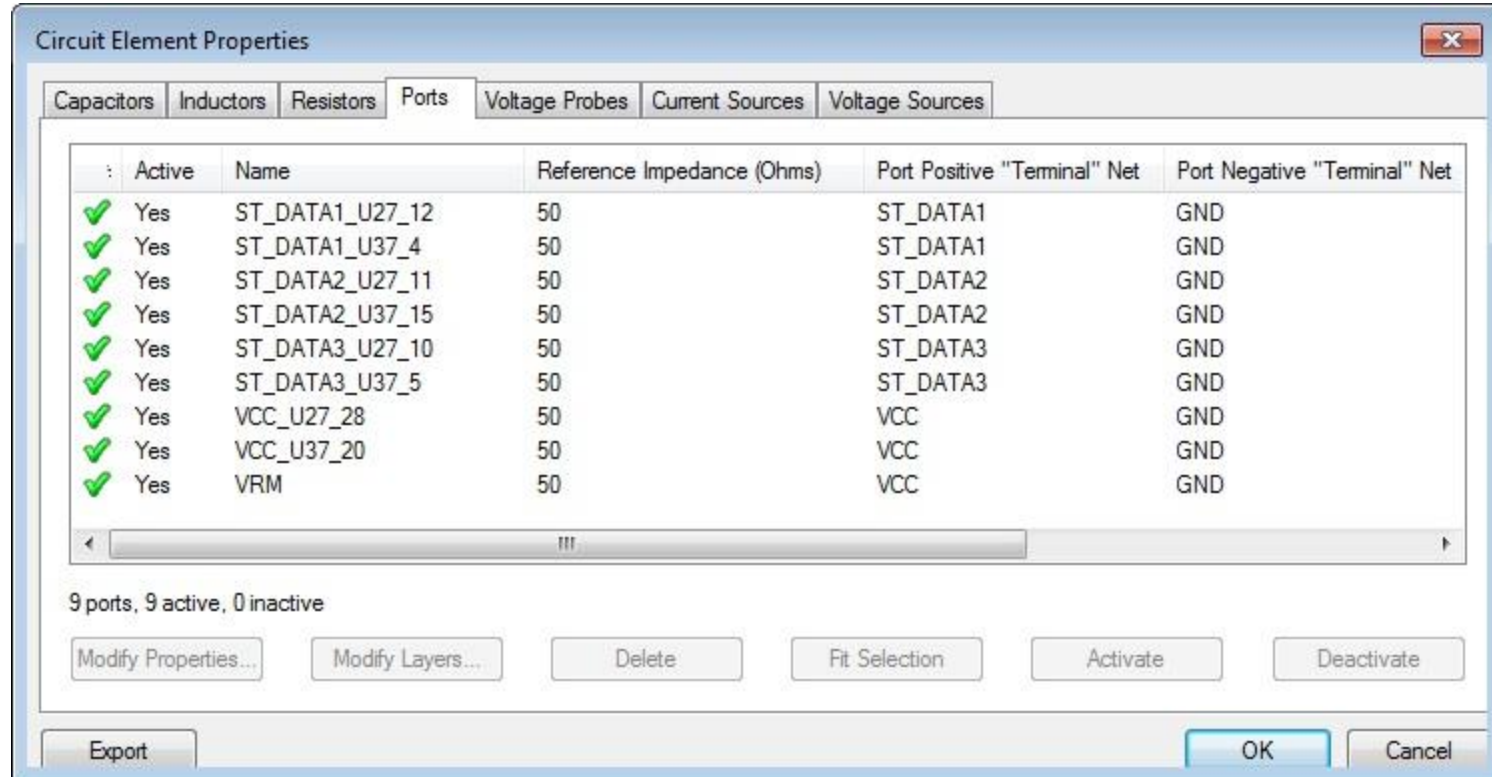 Circuit Element Properties
Capacitors Inductors Resistors Ports Voltage Probes Current Sources Voltage Sources
Active Name Reference Impedance (Ohms) Port Positive "Terminal" Net Port Negative "Terminal" Net
Yes ST_DATA1_U27_12 50 ST_DATA1 GND
Yes ST_DATA1_U37_4 50 ST_DATA1 GND
Yes ST_DATA2_U27_11 50 ST_DATA2 GND
Yes ST_DATA2_U37_15 50 ST_DATA2 GND
Yes ST_DATA3_U27_10 50 ST_DATA3 GND
Yes ST_DATA3_U37_5 50 ST_DATA3 GND
Yes VCC_U27_28 50 VCC GND
Yes VCC_U37_20 50 VCC GND
Yes VRM 50 VCC GND
9 ports, 9 active, 0 inactive
Modify Properties... Modify Layers... Delete Fit Selection Activate Deactivate
Export OK Cancel